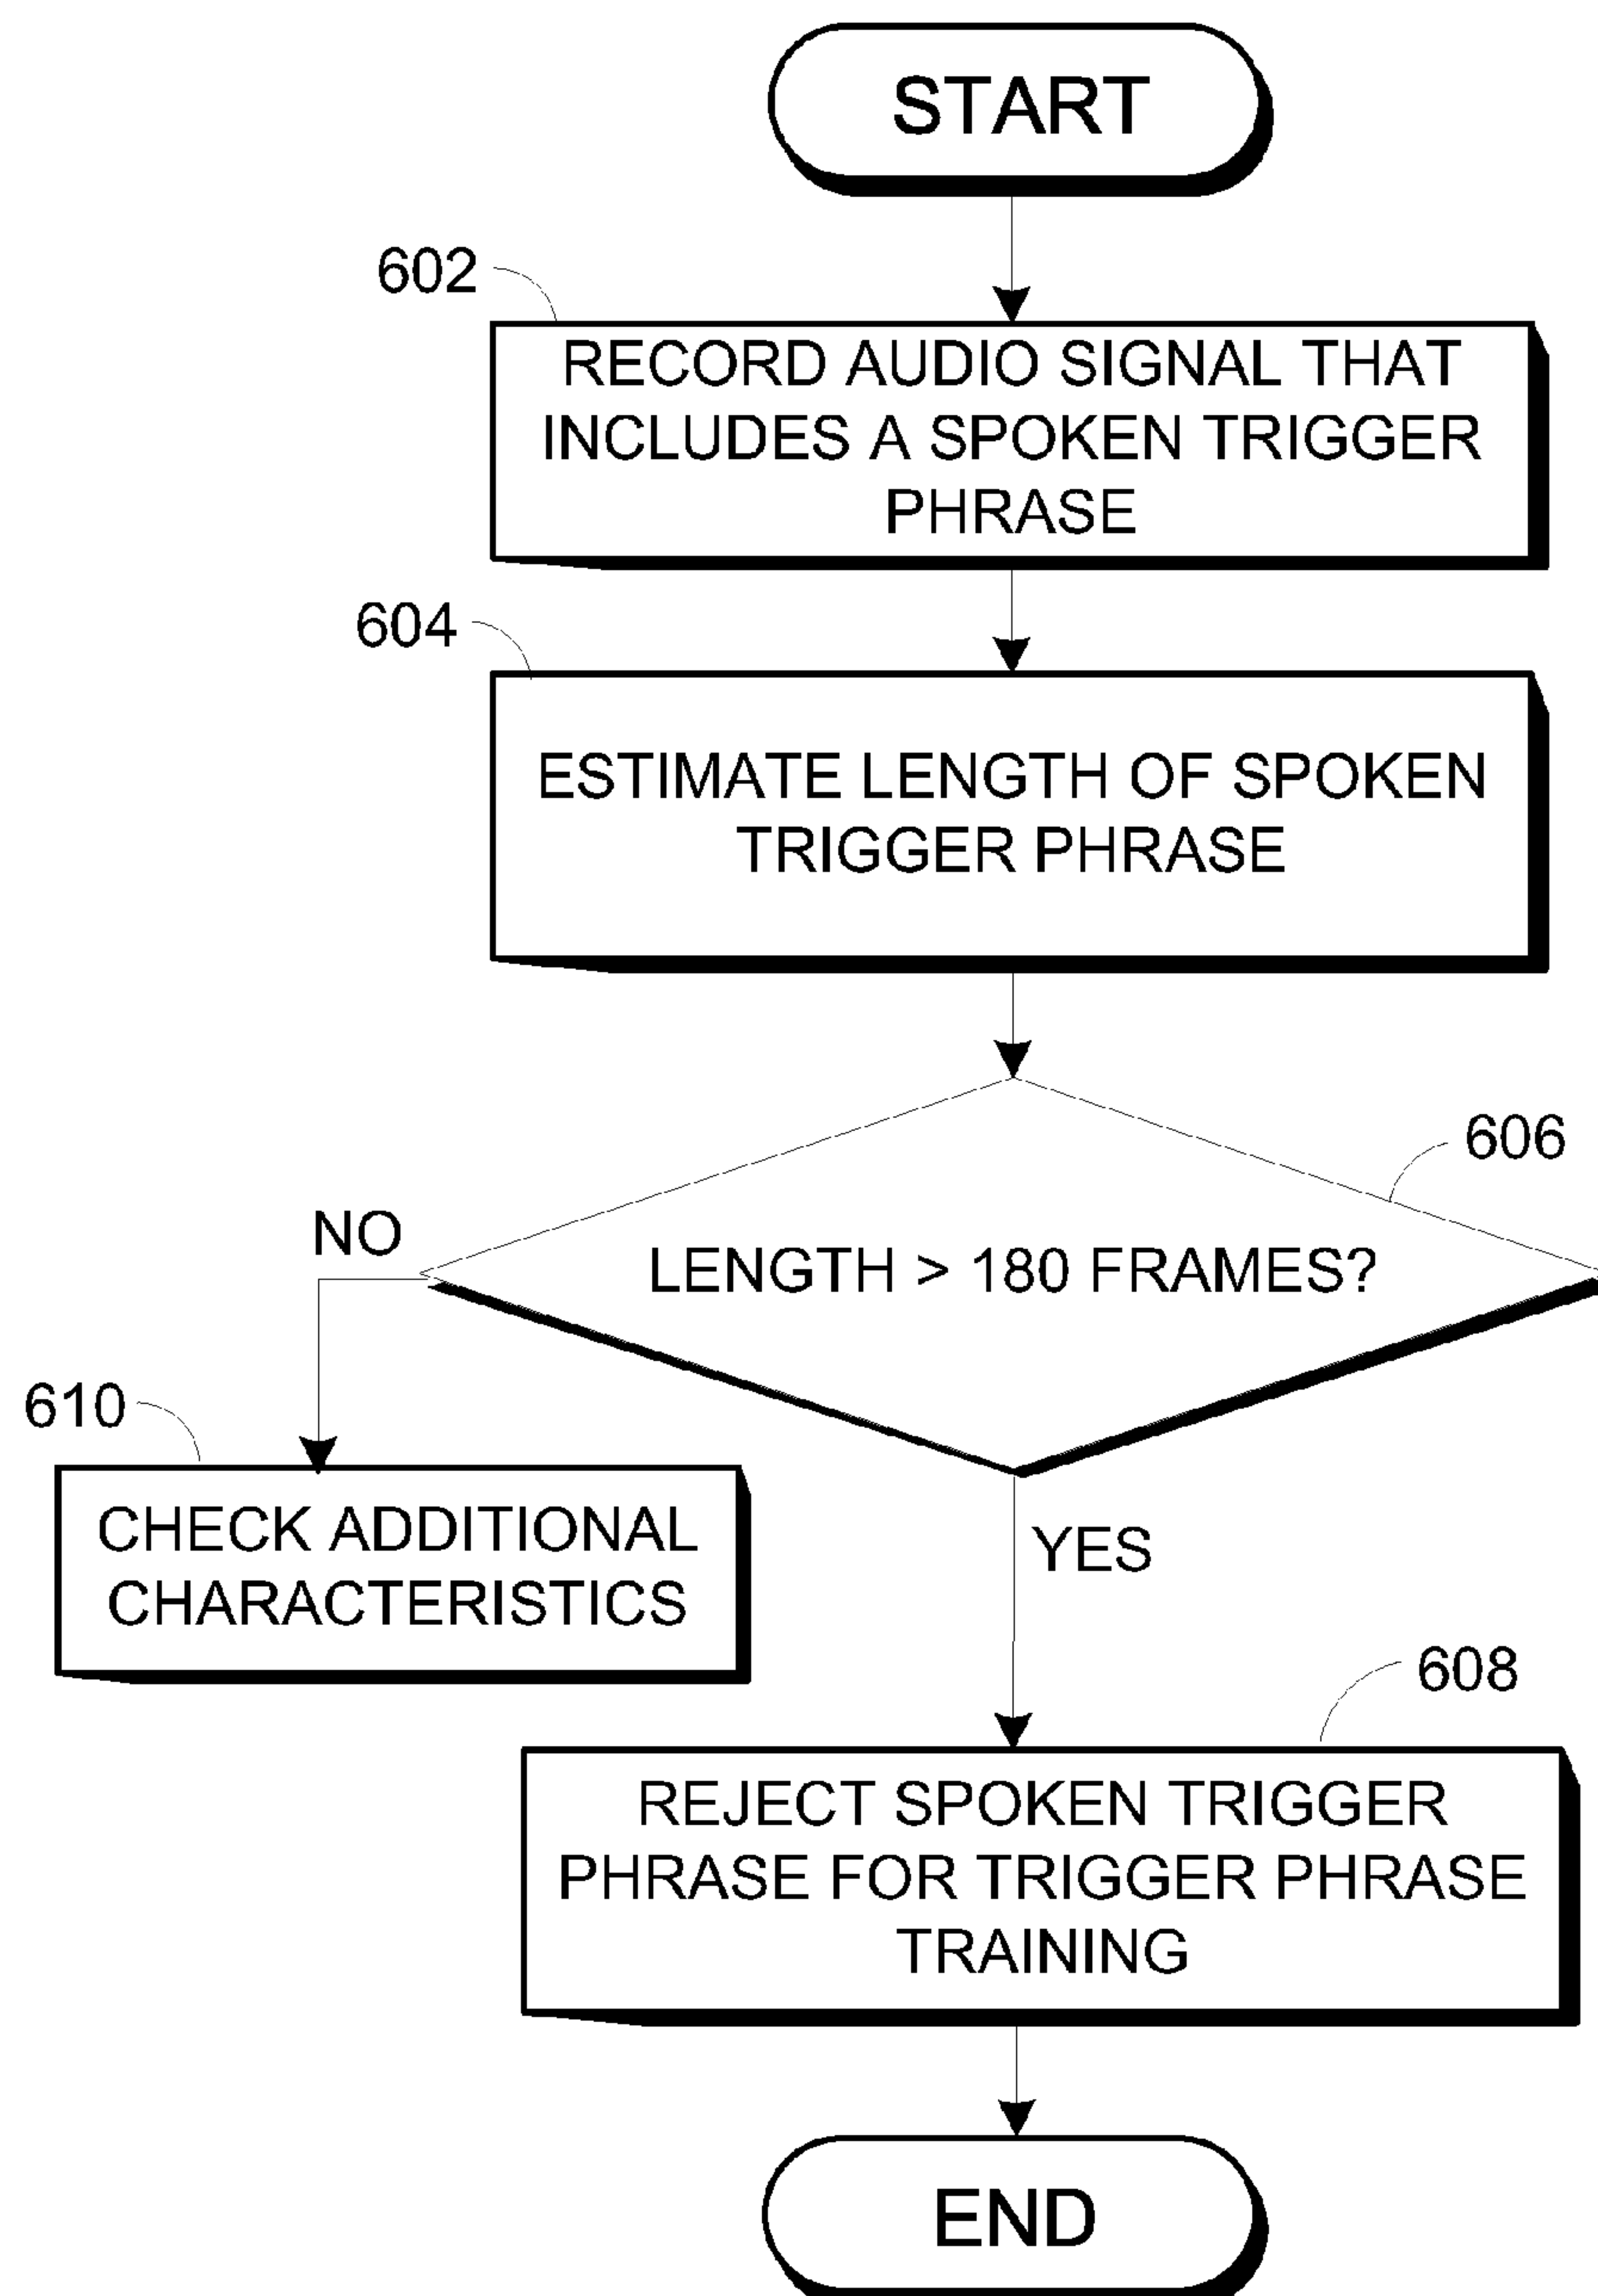 START
602
RECORD AUDIO SIGNAL THAT
INCLUDES A SPOKEN TRIGGER
PHRASE
604
ESTIMATE LENGTH OF SPOKEN
TRIGGER PHRASE
606
NO
LENGTH > 180 FRAMES?
610
CHECK ADDITIONAL
CHARACTERISTICS
YES
608
REJECT SPOKEN TRIGGER
PHRASE FOR TRIGGER PHRASE
TRAINING
END